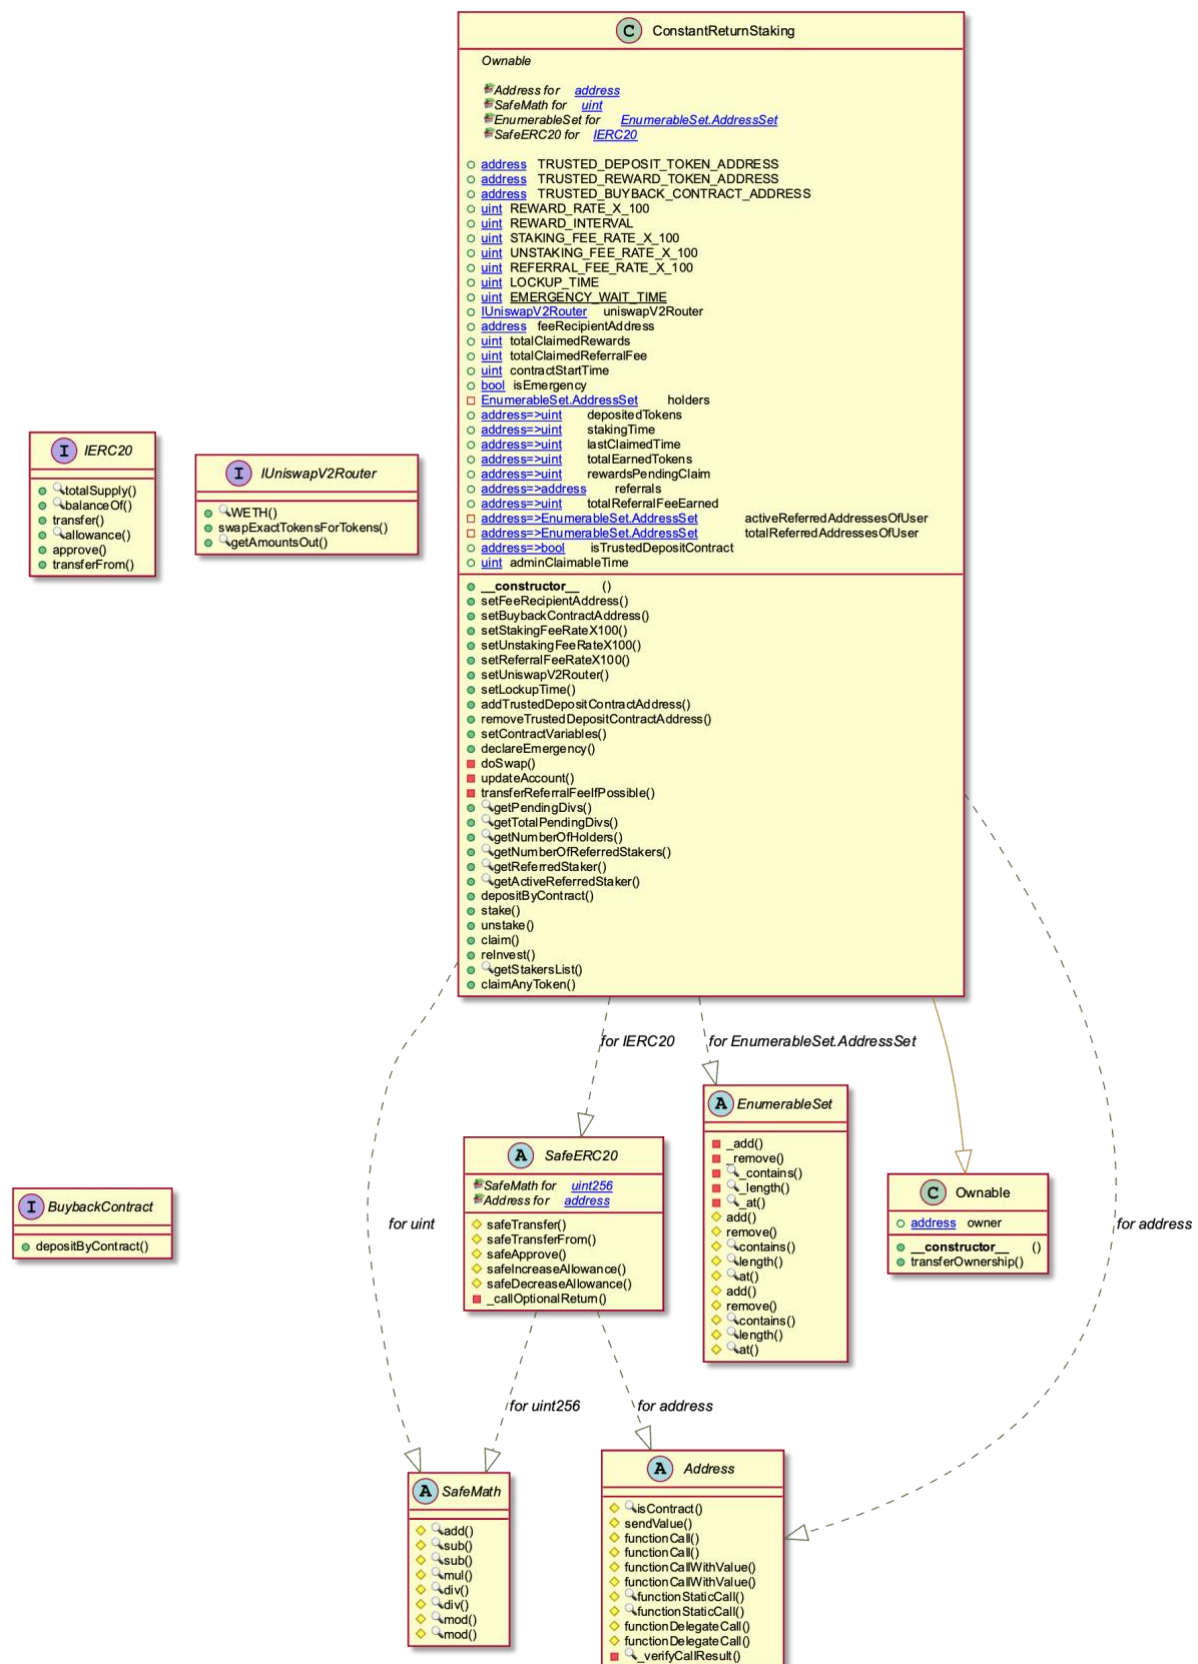 C ConstantReturnStaking
Ownable
Address for address
SafeMath for uint
EnumerableSet for EnumerableSet.AddressSet
SafeERC20 for IERC20
address TRUSTED_DEPOSIT_TOKEN_ADDRESS
address TRUSTED_REWARD_TOKEN_ADDRESS
address TRUSTED_BUYBACK_CONTRACT_ADDRESS
uint REWARD_RATE_X_100
uint REWARD_INTERVAL
uint STAKING_FEE_RATE_X_100
uint UNSTAKING_FEE_RATE_X_100
uint REFERRAL_FEE_RATE_X_100
uint LOCKUP_TIME
uint EMERGENCY_WAIT_TIME
IUniswapV2Router uniswapV2Router
address feeRecipientAddress
uint totalClaimedRewards
uint totalClaimedReferralFee
uint contractStartTime
bool isEmergency
EnumerableSet.AddressSet holders
address=>uint depositedTokens
address=>uint stakingTime
address=>uint lastClaimedTime
address=>uint totalEarnedTokens
address=>uint rewardsPendingClaim
address=>address referrals
address=>uint totalReferralFeeEarned
address=>EnumerableSet.AddressSet activeReferredAddressesOfUser
address=>EnumerableSet.AddressSet totalReferredAddressesOfUser
address=>bool isTrustedDepositContract
uint adminClaimableTime
__constructor__ ()
setFeeRecipientAddress()
setBuybackContractAddress()
setStakingFeeRateX100()
setUnstakingFeeRateX100()
setReferralFeeRateX100()
setUniswapV2Router()
setLockupTime()
addTrustedDepositContractAddress()
removeTrustedDepositContractAddress()
setContractVariables()
declareEmergency()
doSwap()
updateAccount()
transferReferralFeeIfPossible()
getPendingDivs()
getTotalPendingDivs()
getNumberOfHolders()
getNumberOfReferredStakers()
getReferredStaker()
getActiveReferredStaker()
depositByContract()
stake()
unstake()
claim()
reInvest()
getStakersList()
claimAnyToken()
I IERC20
totalSupply()
balanceOf()
transfer()
allowance()
approve()
transferFrom()
I IUniswapV2Router
WETH()
swapExactTokensForTokens()
getAmountsOut()
for IERC20
for EnumerableSet.AddressSet
A EnumerableSet
_add()
_remove()
_contains()
_length()
_at()
add()
remove()
contains()
length()
at()
add()
remove()
contains()
length()
at()
A SafeERC20
SafeMath for uint256
Address for address
safeTransfer()
safeTransferFrom()
safeApprove()
safeIncreaseAllowance()
safeDecreaseAllowance()
_callOptionalReturn()
C Ownable
address owner
__constructor__ ()
transferOwnership()
I BuybackContract
depositByContract()
for uint
for address
for uint256
for address
A SafeMath
add()
sub()
sub()
mul()
div()
div()
mod()
mod()
A Address
isContract()
sendValue()
functionCall()
functionCall()
functionCallWithValue()
functionCallWithValue()
functionStaticCall()
functionStaticCall()
functionDelegateCall()
functionDelegateCall()
_verifyCallResult()